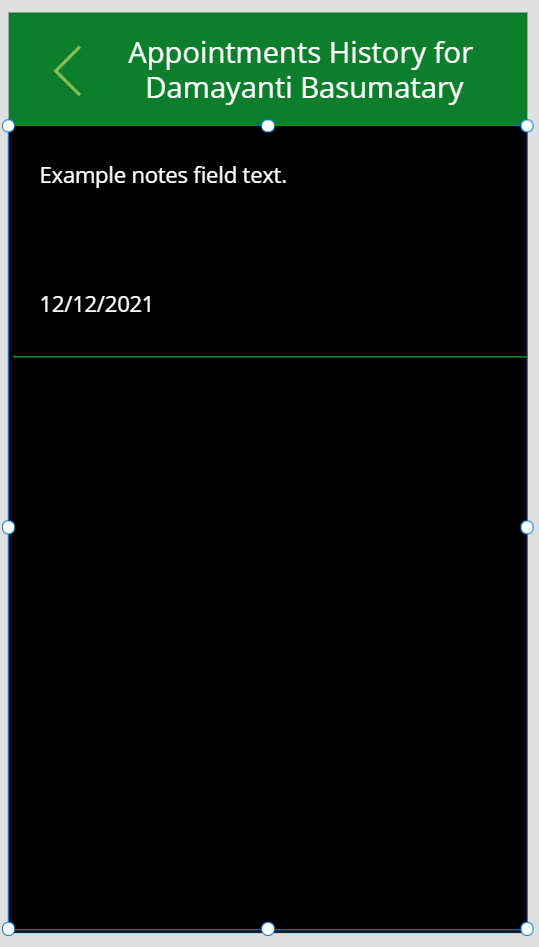 Appointments History for
Damayanti Basumatary
Example notes field text.
12/12/2021